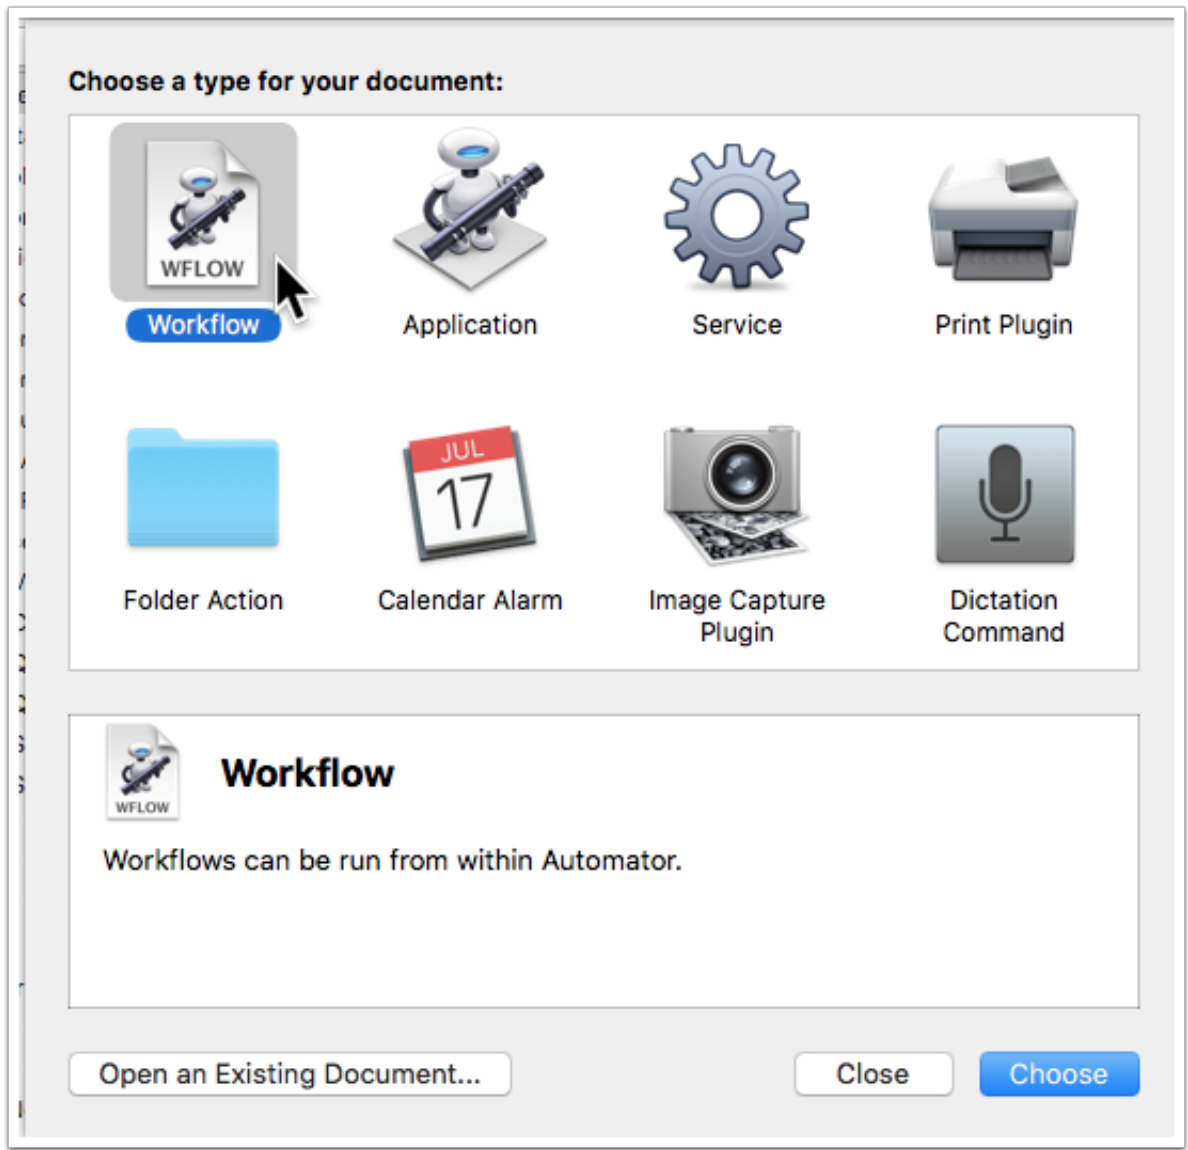 Choose a type for your document:
WFLOW
Workflow
Application
Service
Print Plugin
JUL
17
Folder Action
Calendar Alarm
Image Capture
Plugin
Dictation
Command
WFLOW
Workflow
Workflows can be run from within Automator.
Open an Existing Document...
Close
Choose